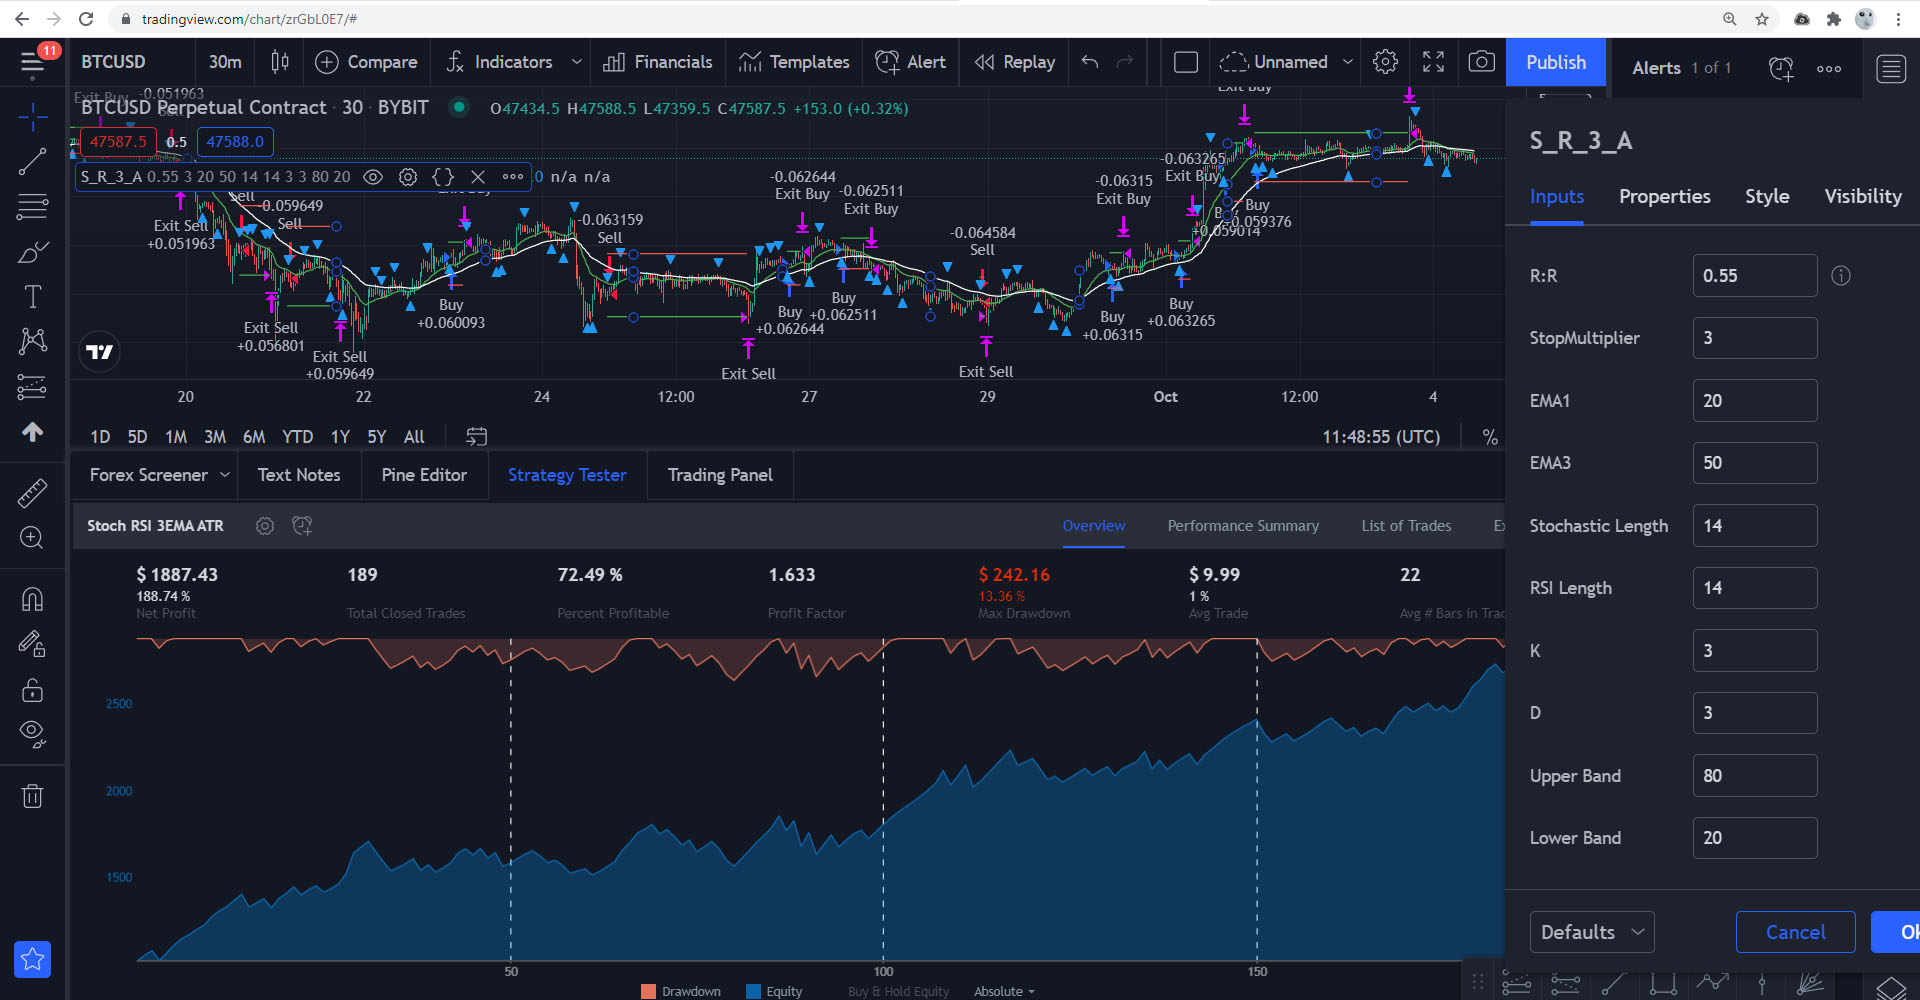 tradingview.com/chart/zrGbL0E7/#
11
BTCUSD 30m Compare Indicators Financials Templates Alert Replay Unnamed Publish Alerts 1 of 1
Exit Buy -0.051963
Sell
BTCUSD Perpetual Contract · 30 · BYBIT O47434.5 H47588.5 L47359.5 C47587.5 +153.0 (+0.32%)
47587.5 0.5 47588.0
S_R_3_A 0.55 3 20 50 14 14 3 3 80 20 0 n/a n/a
Exit Buy
-0.063265
Exit Buy
-0.062644
Exit Buy
-0.062511
Exit Buy
-0.06315
Exit Buy
Sell
-0.059649
Sell
Exit Sell
+0.051963
-0.063159
Sell
-0.064584
Sell
Buy
+0.059376
+0.059014
Buy
+0.060093
Buy
+0.062644
Buy
+0.062511
Buy
+0.06315
Buy
+0.063265
Exit Sell
+0.056801
Exit Sell
+0.059649
Exit Sell
Exit Sell
20 22 24 12:00 27 29 Oct 12:00 4
1D 5D 1M 3M 6M YTD 1Y 5Y All 11:48:55 (UTC) %
Forex Screener Text Notes Pine Editor Strategy Tester Trading Panel
Stoch RSI 3EMA ATR Overview Performance Summary List of Trades
$ 1887.43 189 72.49 % 1.633 $ 242.16 $ 9.99 22
188.74 % 13.36 % 1 %
Net Profit Total Closed Trades Percent Profitable Profit Factor Max Drawdown Avg Trade Avg # Bars in Trad
2500
2000
1500
50 100 150
Drawdown Equity Buy & Hold Equity Absolute
S_R_3_A
Inputs Properties Style Visibility
R:R 0.55
StopMultiplier 3
EMA1 20
EMA3 50
Stochastic Length 14
RSI Length 14
K 3
D 3
Upper Band 80
Lower Band 20
Defaults Cancel Ok